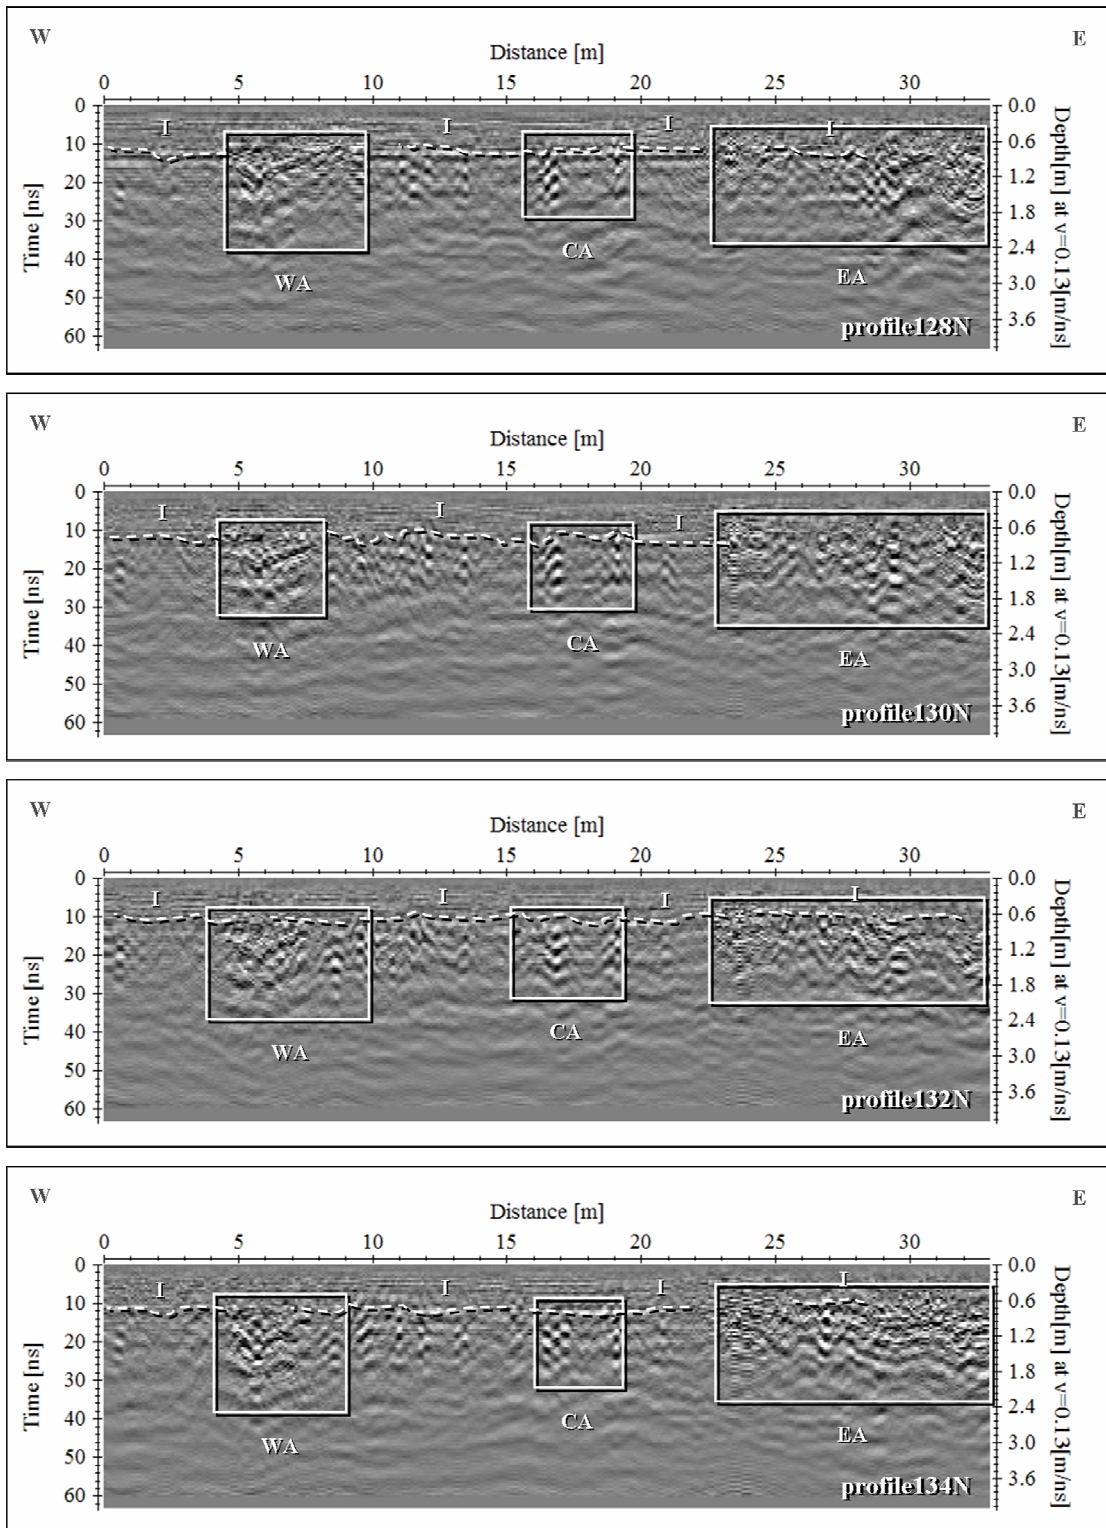 W E
Distance [m]
0 5 10 15 20 25 30
0 10 20 30 40 50 60
Time [ns]
0.0 0.6 1.2 1.8 2.4 3.0 3.6
Depth[m] at v=0.13[m/ns]
I I I I
WA CA EA
profile128N
W E
Distance [m]
0 5 10 15 20 25 30
0 10 20 30 40 50 60
Time [ns]
0.0 0.6 1.2 1.8 2.4 3.0 3.6
Depth[m] at v=0.13[m/ns]
I I I
WA CA EA
profile130N
W E
Distance [m]
0 5 10 15 20 25 30
0 10 20 30 40 50 60
Time [ns]
0.0 0.6 1.2 1.8 2.4 3.0 3.6
Depth[m] at v=0.13[m/ns]
I I I I
WA CA EA
profile132N
W E
Distance [m]
0 5 10 15 20 25 30
0 10 20 30 40 50 60
Time [ns]
0.0 0.6 1.2 1.8 2.4 3.0 3.6
Depth[m] at v=0.13[m/ns]
I I I I
WA CA EA
profile134N